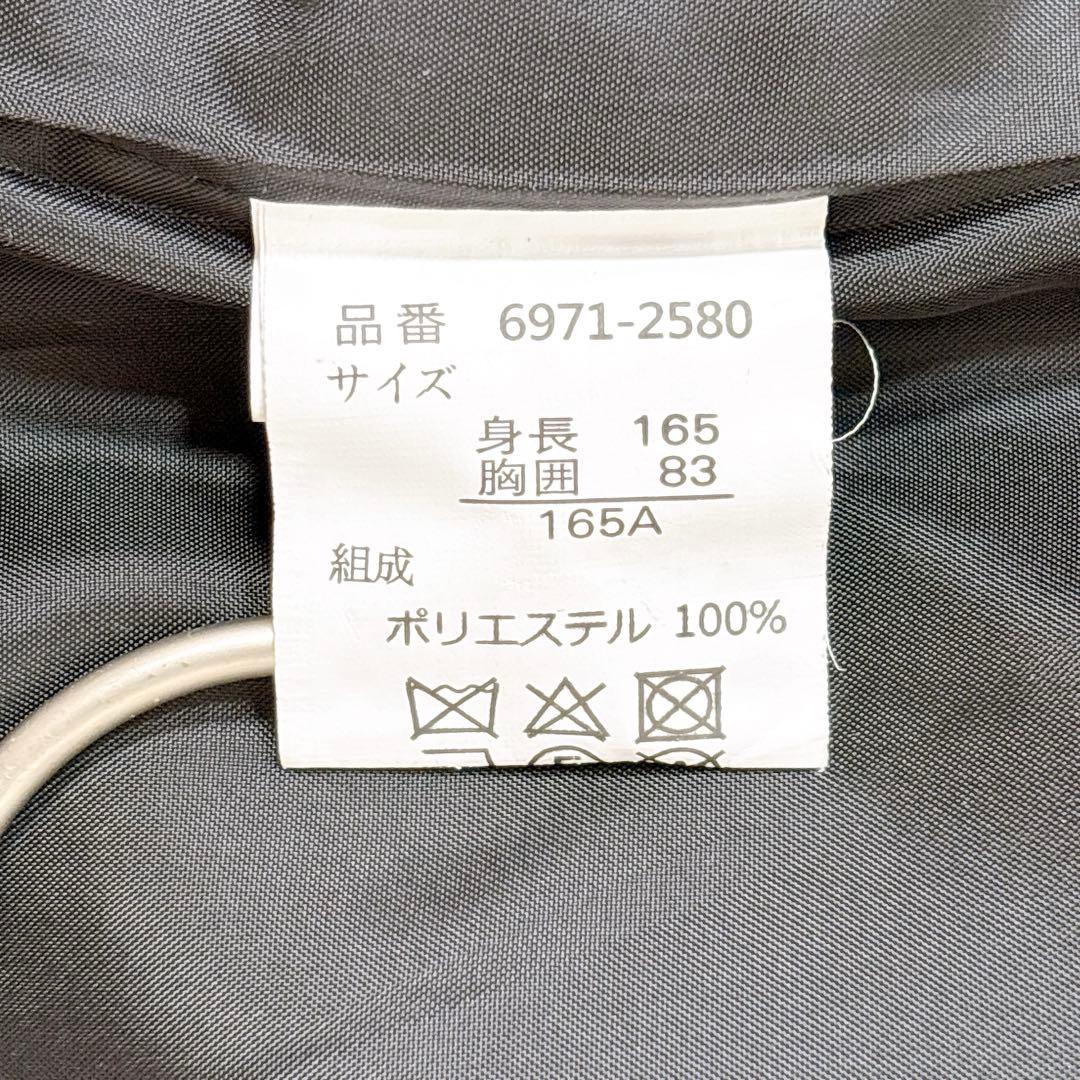 品番 6971-2580
サイズ
身長 165
胸囲 83
165A
組成
ポリエステル 100%